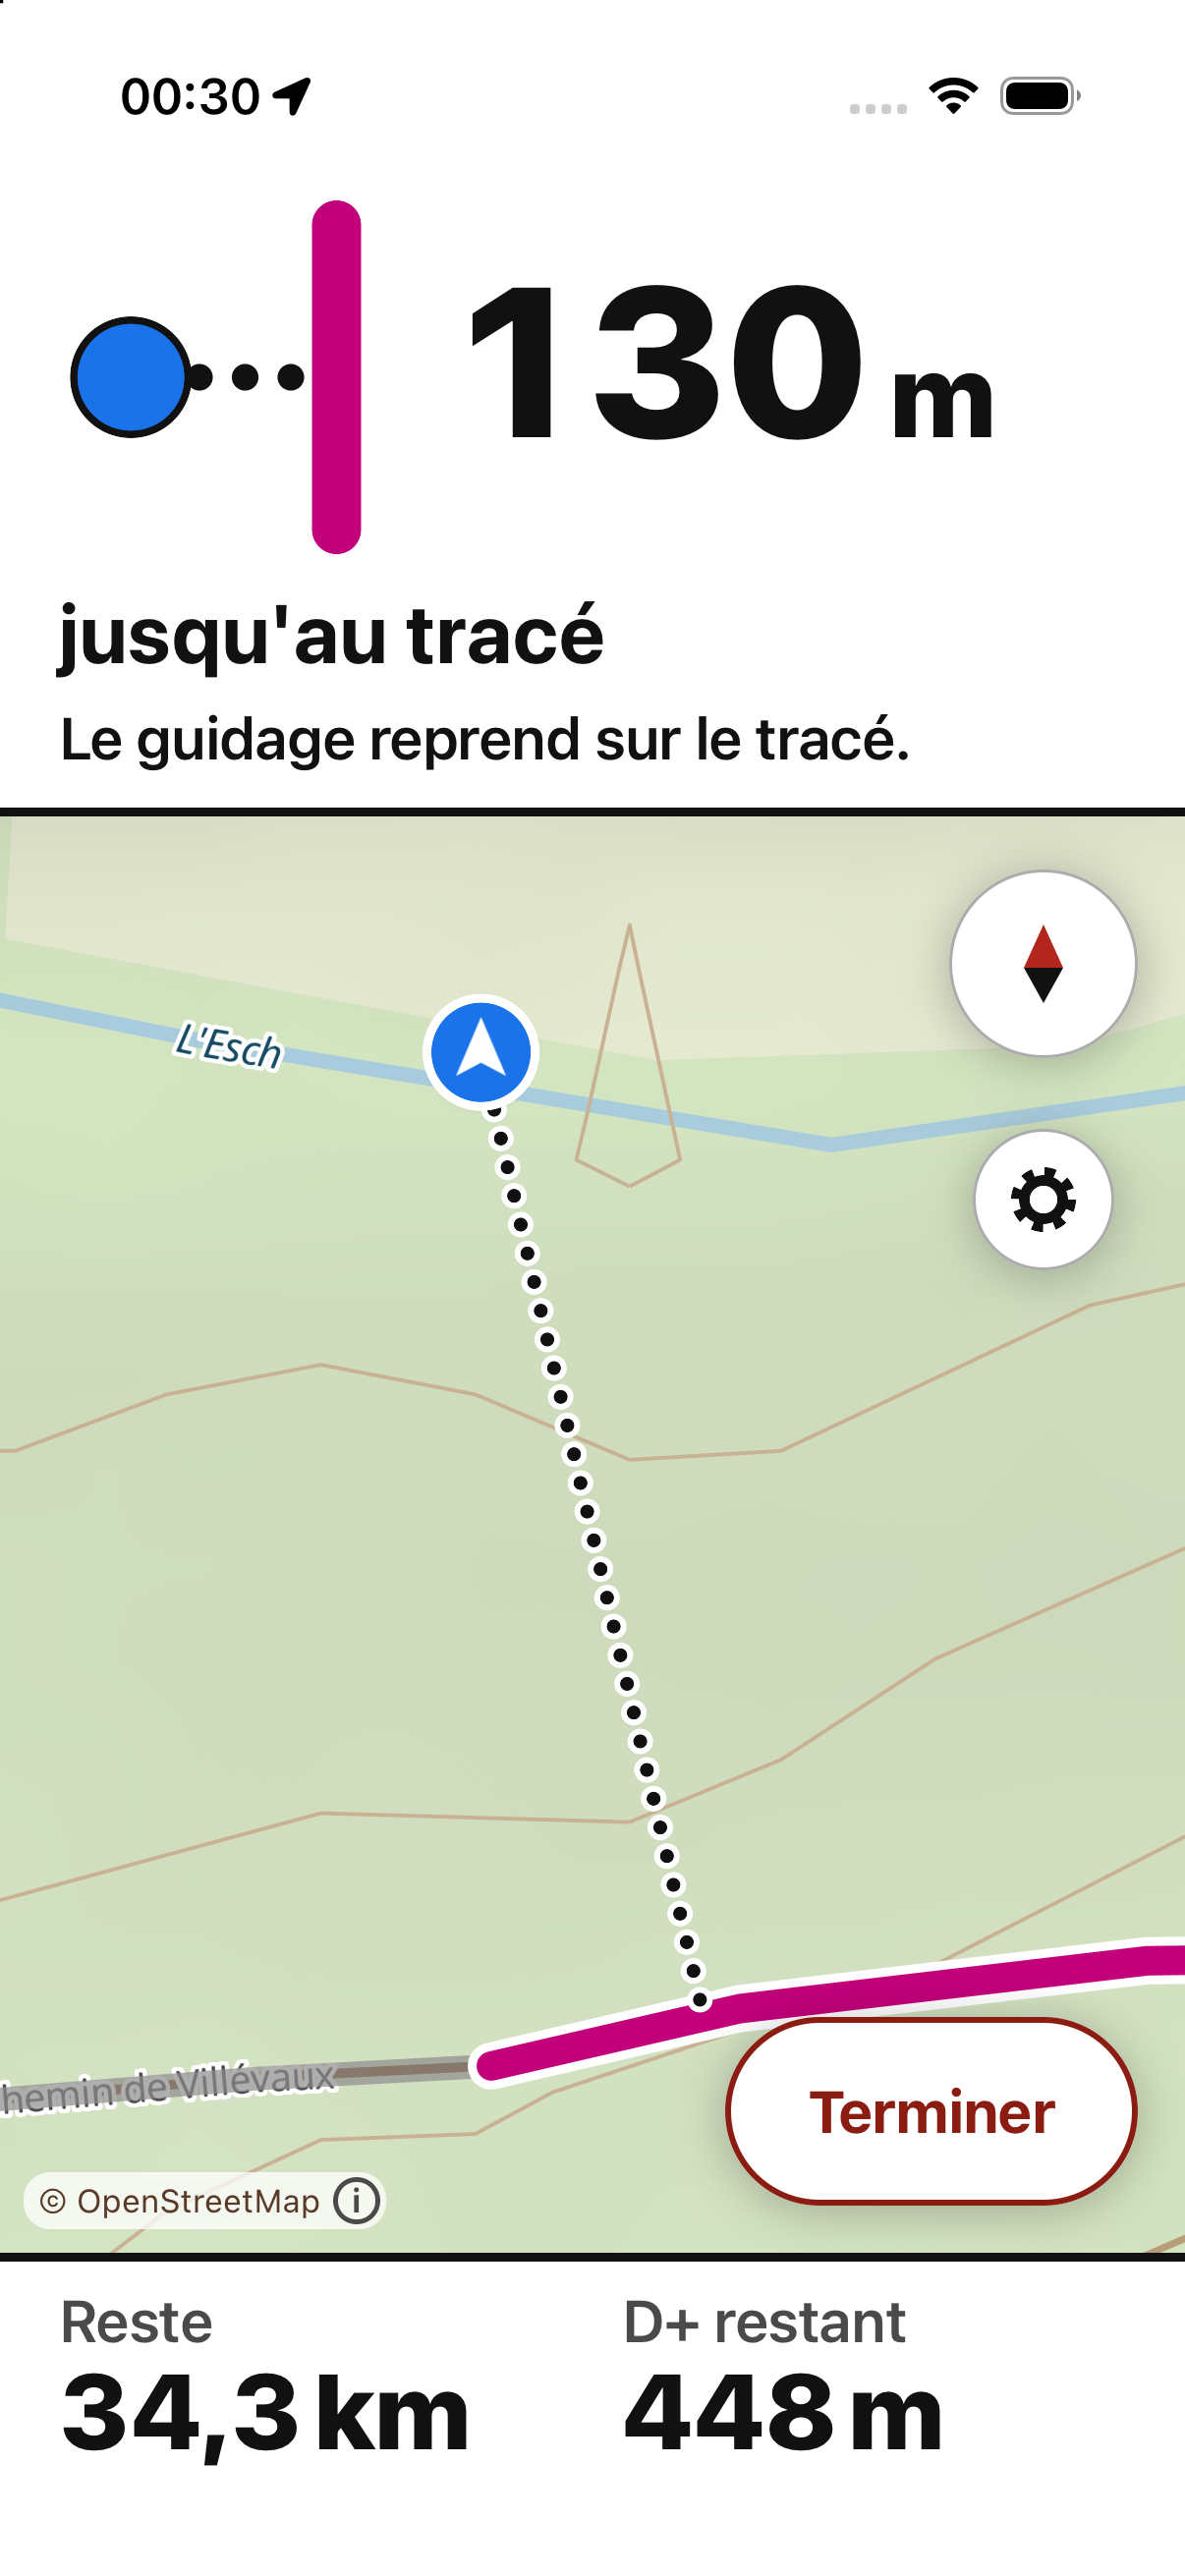 00:30
130 m
jusqu'au tracé
Le guidage reprend sur le tracé.
L'Esch
hemin de Villévaux
Terminer
© OpenStreetMap i
Reste
D+ restant
34,3 km
448 m